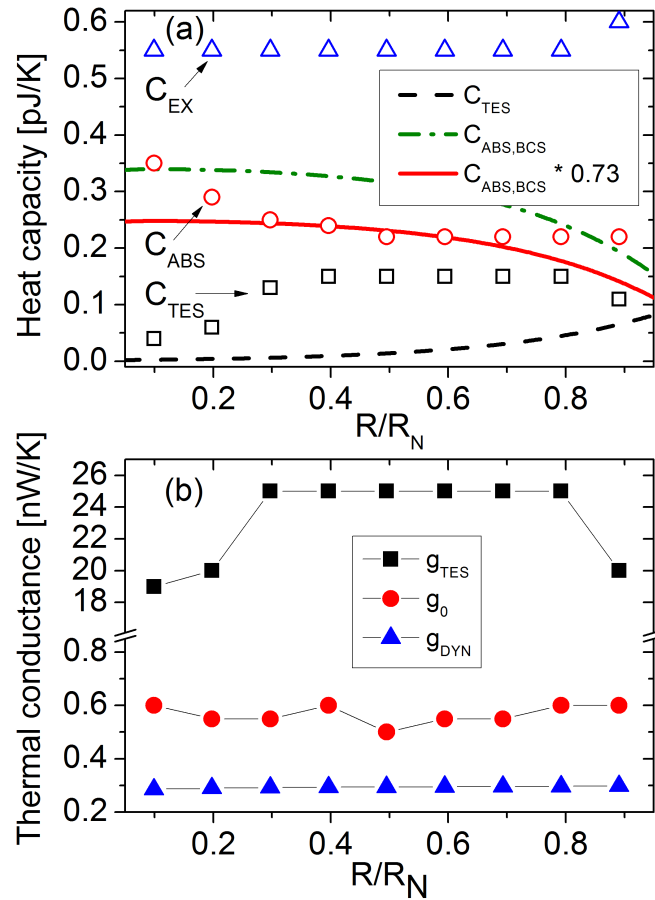 (a)
0.6
0.5
0.4
0.3
0.2
0.1
0.0
Heat capacity [pJ/K]
C_EX
C_ABS
C_TES
C_TES
C_ABS,BCS
C_ABS,BCS * 0.73
0.2 0.4 0.6 0.8
R/R_N
(b)
26
24
22
20
18
0.8
0.6
0.4
0.2
Thermal conductance [nW/K]
g_TES
g_0
g_DYN
0.2 0.4 0.6 0.8
R/R_N